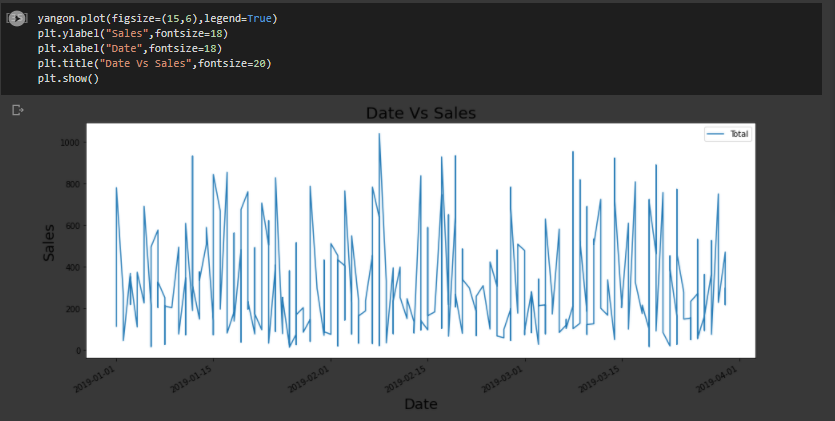 yangon.plot(figsize=(15,6),legend=True)
plt.ylabel("Sales",fontsize=18)
plt.xlabel("Date",fontsize=18)
plt.title("Date Vs Sales",fontsize=20)
plt.show()
Date Vs Sales
Total
1000
800
600
400
200
0
Sales
2019-01-01
2019-01-15
2019-02-01
2019-02-15
2019-03-01
2019-03-15
2019-04-01
Date